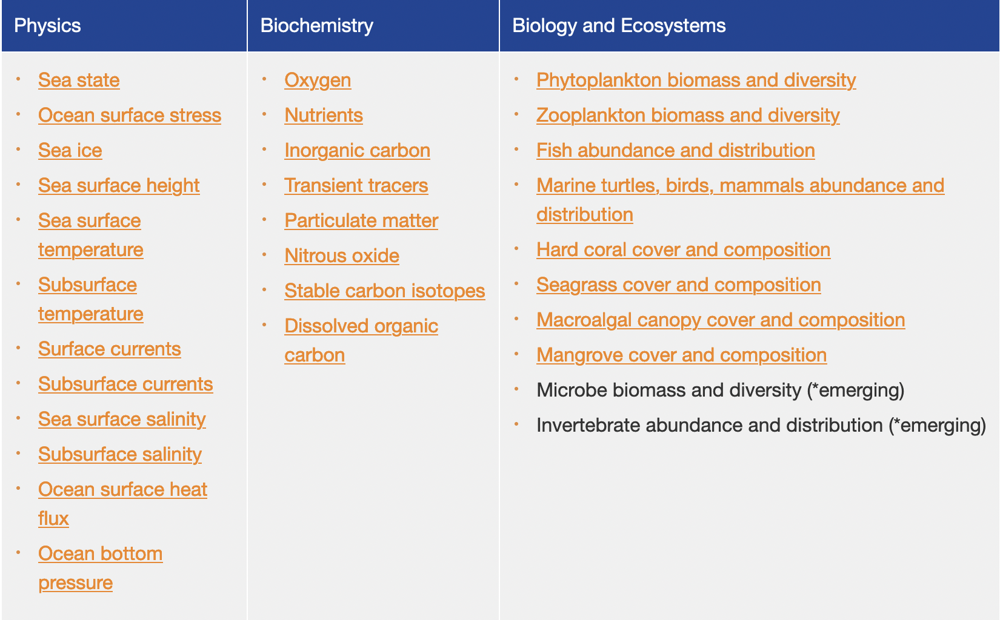 Physics
Sea state
Ocean surface stress
Sea ice
Sea surface height
Sea surface
temperature
Subsurface
temperature
Surface currents
Subsurface currents
Sea surface salinity
Subsurface salinity
Ocean surface heat
flux
Ocean bottom
pressure
Biochemistry
Oxygen
Nutrients
Inorganic carbon
Transient tracers
Particulate matter
Nitrous oxide
Stable carbon isotopes
Dissolved organic
carbon
Biology and Ecosystems
Phytoplankton biomass and diversity
Zooplankton biomass and diversity
Fish abundance and distribution
Marine turtles, birds, mammals abundance and
distribution
Hard coral cover and composition
Seagrass cover and composition
Macroalgal canopy cover and composition
Mangrove cover and composition
Microbe biomass and diversity (*emerging)
Invertebrate abundance and distribution (*emerging)